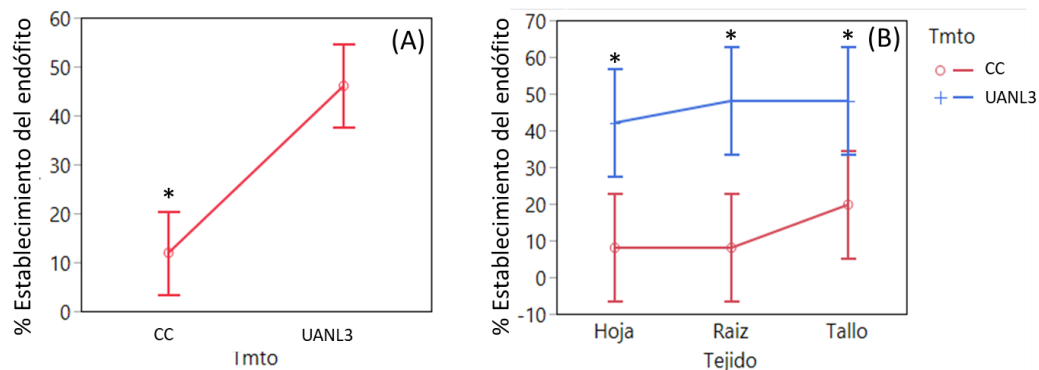 % Establecimiento del endófito
60
50
40
30
20
10
0
(A)
*
CC UANL3
Tmto
% Establecimiento del endófito
70
60
50
40
30
20
10
0
-10
* * *
(B)
Hoja Raiz Tallo
Tejido
Tmto
CC
UANL3